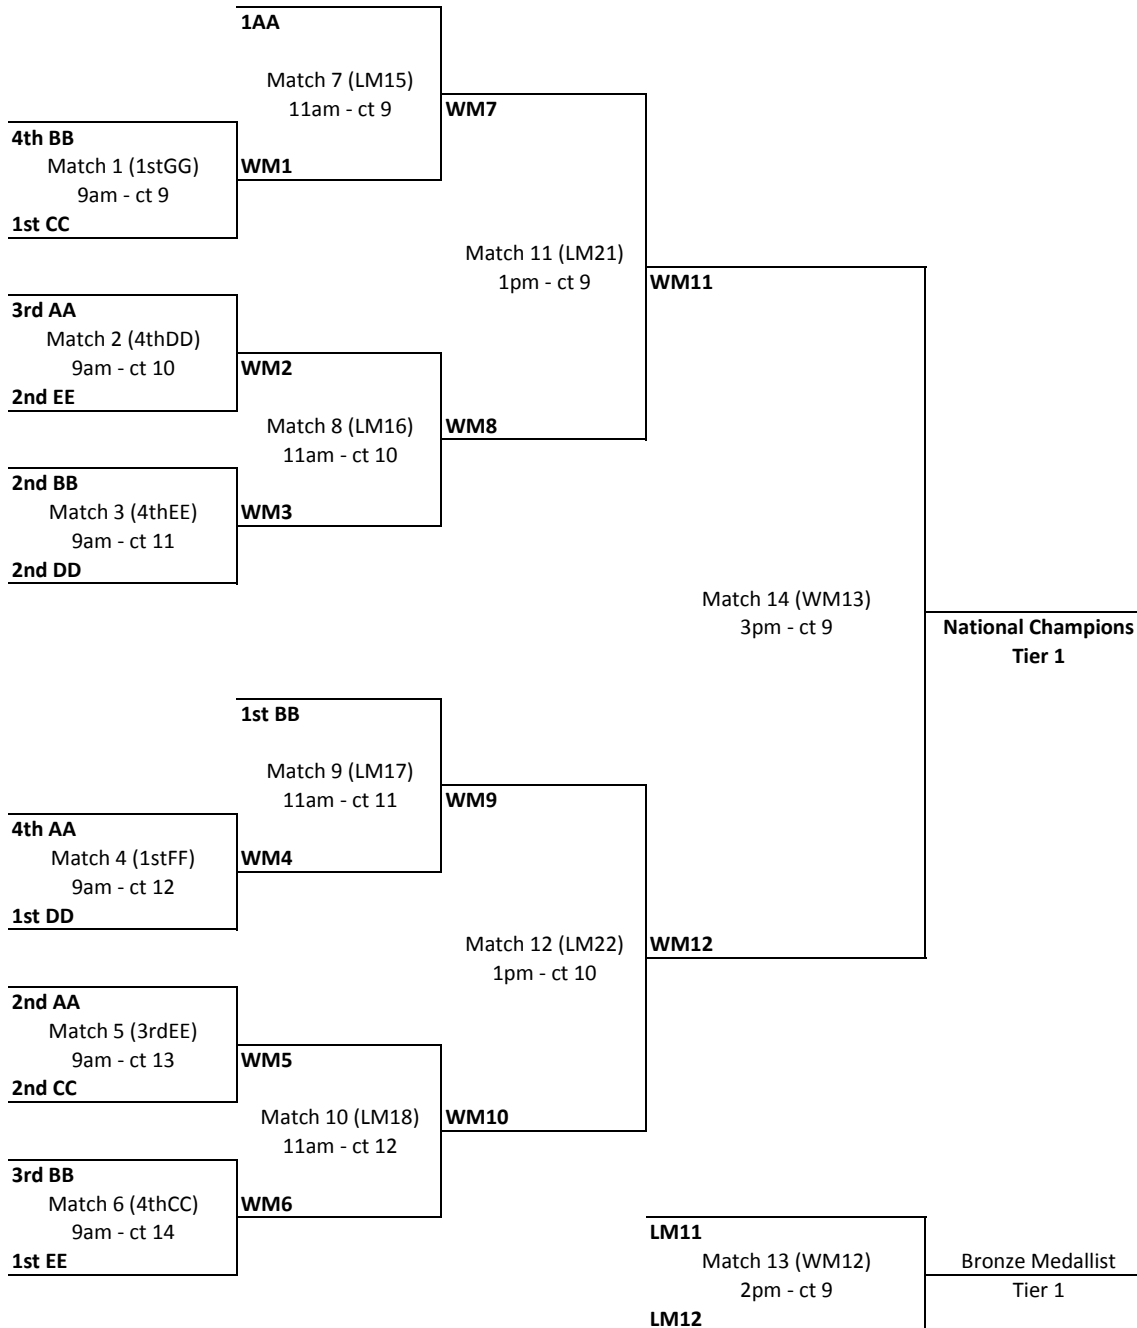 1AA
Match 7 (LM15)
11am - ct 9
WM7
4th BB
Match 1 (1stGG)
9am - ct 9
1st CC
WM1
Match 11 (LM21)
1pm - ct 9
WM11
3rd AA
Match 2 (4thDD)
9am - ct 10
2nd EE
WM2
Match 8 (LM16)
11am - ct 10
WM8
2nd BB
Match 3 (4thEE)
9am - ct 11
2nd DD
WM3
Match 14 (WM13)
3pm - ct 9
National Champions
Tier 1
1st BB
Match 9 (LM17)
11am - ct 11
WM9
4th AA
Match 4 (1stFF)
9am - ct 12
1st DD
WM4
Match 12 (LM22)
1pm - ct 10
WM12
2nd AA
Match 5 (3rdEE)
9am - ct 13
2nd CC
WM5
Match 10 (LM18)
11am - ct 12
WM10
3rd BB
Match 6 (4thCC)
9am - ct 14
1st EE
WM6
LM11
Match 13 (WM12)
2pm - ct 9
LM12
Bronze Medallist
Tier 1